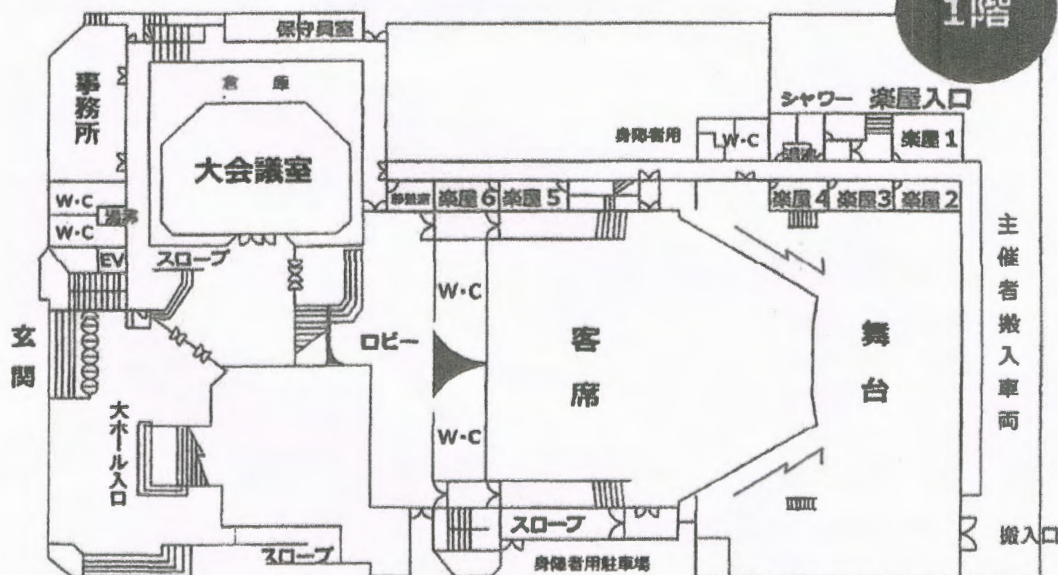 1階
保守員室
事務所
倉庫
大会議室
シャワー
楽屋入口
身障者用
W・C
楽屋1
楽屋6
楽屋5
楽屋4
楽屋3
楽屋2
W・C
W・C
EV
スロープ
玄関
ロビー
W・C
W・C
客席
舞台
主催者搬入車両
大ホール入口
スロープ
スロープ
身障者用駐車場
搬入口